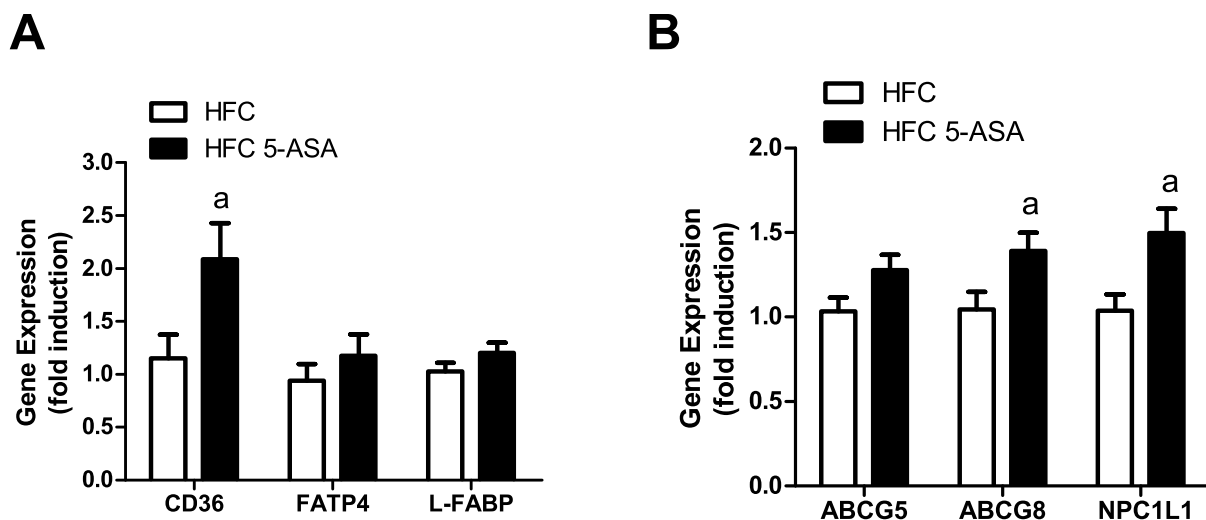 A
HFC
HFC 5-ASA
Gene Expression
(fold induction)
3.0
2.5
2.0
1.5
1.0
0.5
0.0
a
CD36
FATP4
L-FABP
B
HFC
HFC 5-ASA
Gene Expression
(fold induction)
2.0
1.5
1.0
0.5
0.0
a
a
ABCG5
ABCG8
NPC1L1